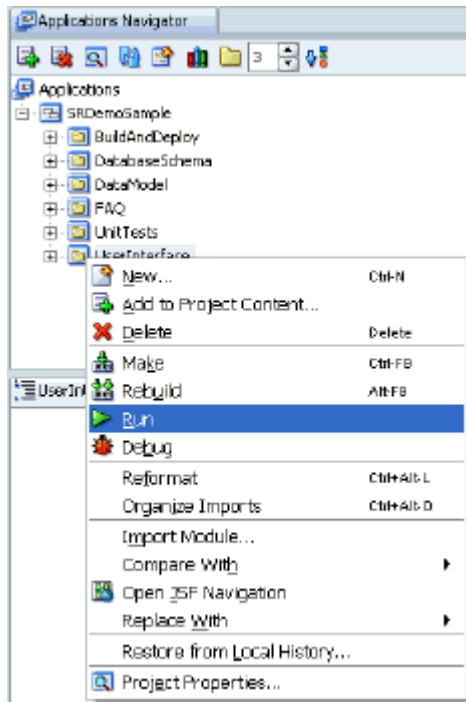 Applications Navigator
3
Applications
SRDemoSample
BuildAndDeploy
DatabaseSchema
DataModel
FAQ
UnitTests
UserInterface
New... Ctrl-N
Add to Project Content...
Delete Delete
Make Ctrl-F9
Rebuild Alt-F9
UserInt
Run
Debug
Reformat Ctrl+Alt-L
Organize Imports Ctrl+Alt-O
Import Module...
Compare With
Open JSF Navigation
Replace With
Restore from Local History...
Project Properties...